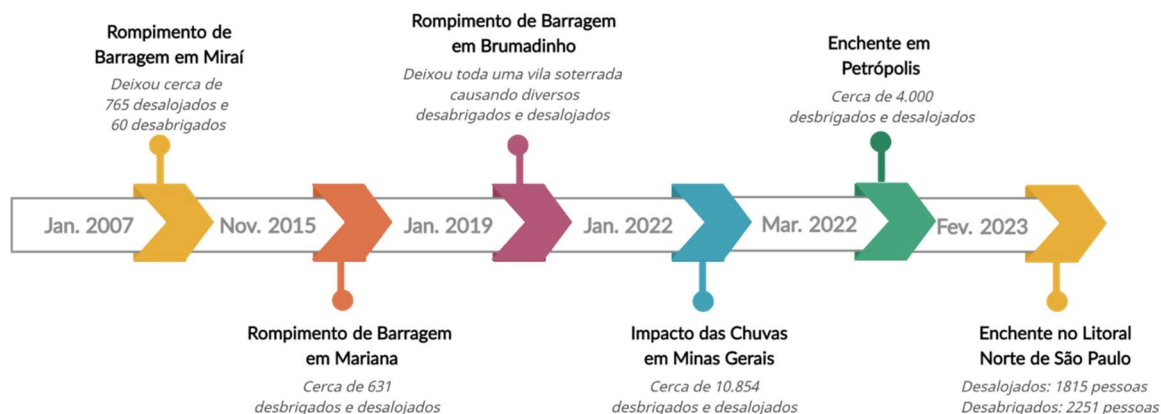 Rompimento de
Barragem em Miraí
Deixou cerca de
765 desalojados e
60 desabrigados
Rompimento de Barragem
em Brumadinho
Deixou toda uma vila soterrada
causando diversos
desabrigados e desalojados
Enchente em
Petrópolis
Cerca de 4.000
desbrigados e desalojados
Jan. 2007
Nov. 2015
Jan. 2019
Jan. 2022
Mar. 2022
Fev. 2023
Rompimento de Barragem
em Mariana
Cerca de 631
desbrigados e desalojados
Impacto das Chuvas
em Minas Gerais
Cerca de 10.854
desbrigados e desalojados
Enchente no Litoral
Norte de São Paulo
Desalojados: 1815 pessoas
Desabrigados: 2251 pessoas